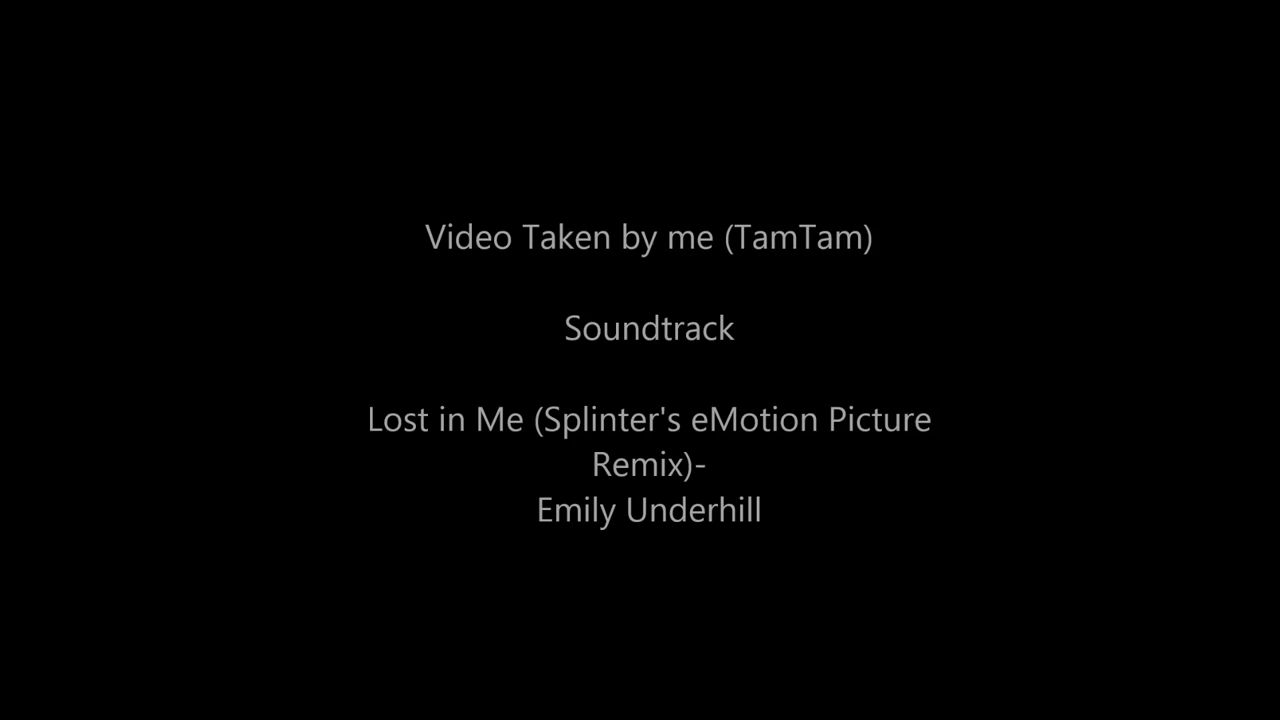 Video Taken by me (TamTam)
Soundtrack
Lost in Me (Splinter's eMotion Picture
Remix)-
Emily Underhill